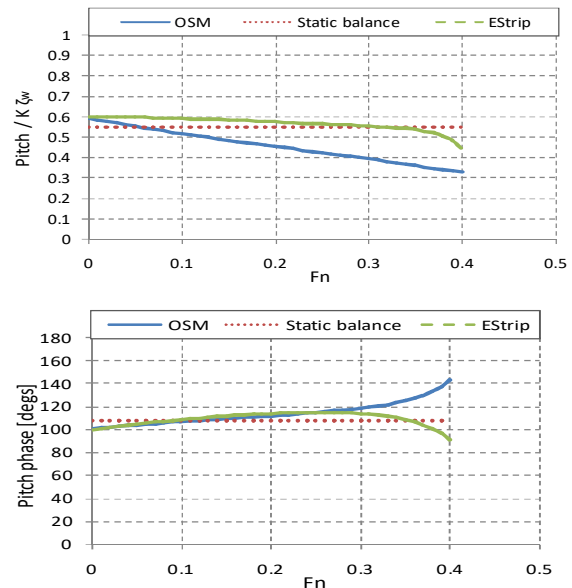 OSM Static balance EStrip
Pitch / K ζw
1
0.9
0.8
0.7
0.6
0.5
0.4
0.3
0.2
0.1
0
0 0.1 0.2 0.3 0.4 0.5
Fn
OSM Static balance EStrip
Pitch phase [degs]
180
160
140
120
100
80
60
40
20
0
0 0.1 0.2 0.3 0.4 0.5
Fn